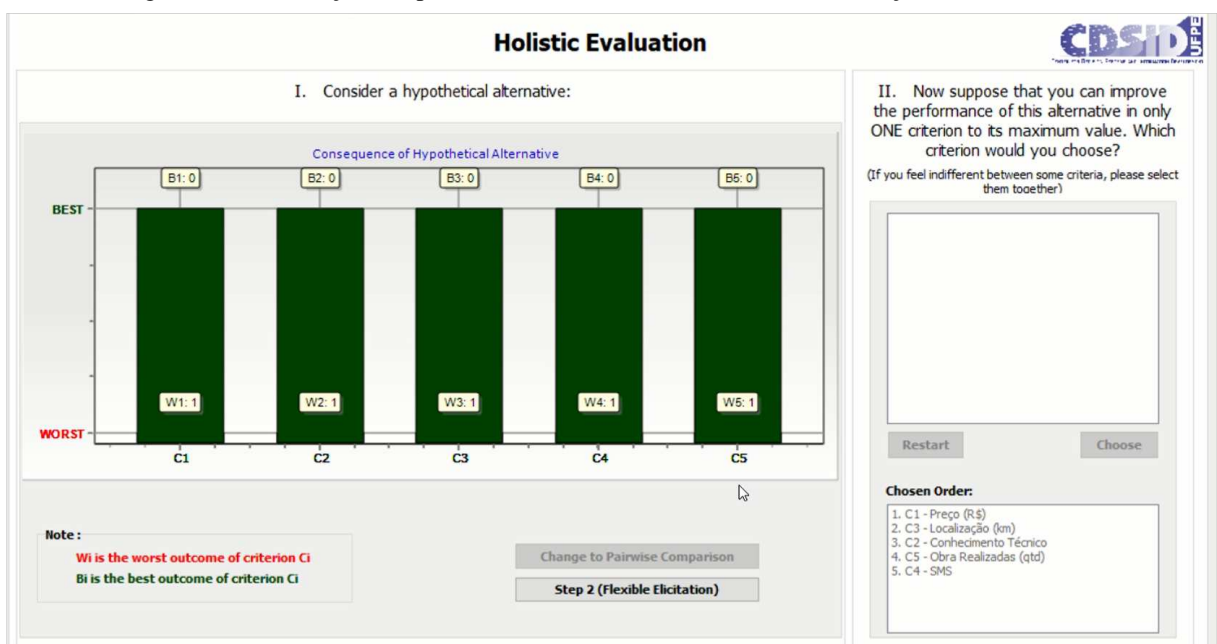 Holistic Evaluation
CDSID UFPE
I. Consider a hypothetical alternative:
Consequence of Hypothetical Alternative
B1: 0
B2: 0
B3: 0
B4: 0
B5: 0
BEST
W1: 1
W2: 1
W3: 1
W4: 1
W5: 1
WORST
C1
C2
C3
C4
C5
Note :
Wi is the worst outcome of criterion Ci
Bi is the best outcome of criterion Ci
Change to Pairwise Comparison
Step 2 (Flexible Elicitation)
II. Now suppose that you can improve
the performance of this alternative in only
ONE criterion to its maximum value. Which
criterion would you choose?
(If you feel indifferent between some criteria, please select
them together)
Restart
Choose
Chosen Order:
1. C1 - Preço (R$)
2. C3 - Localização (km)
3. C2 - Conhecimento Técnico
4. C5 - Obra Realizadas (qtd)
5. C4 - SMS